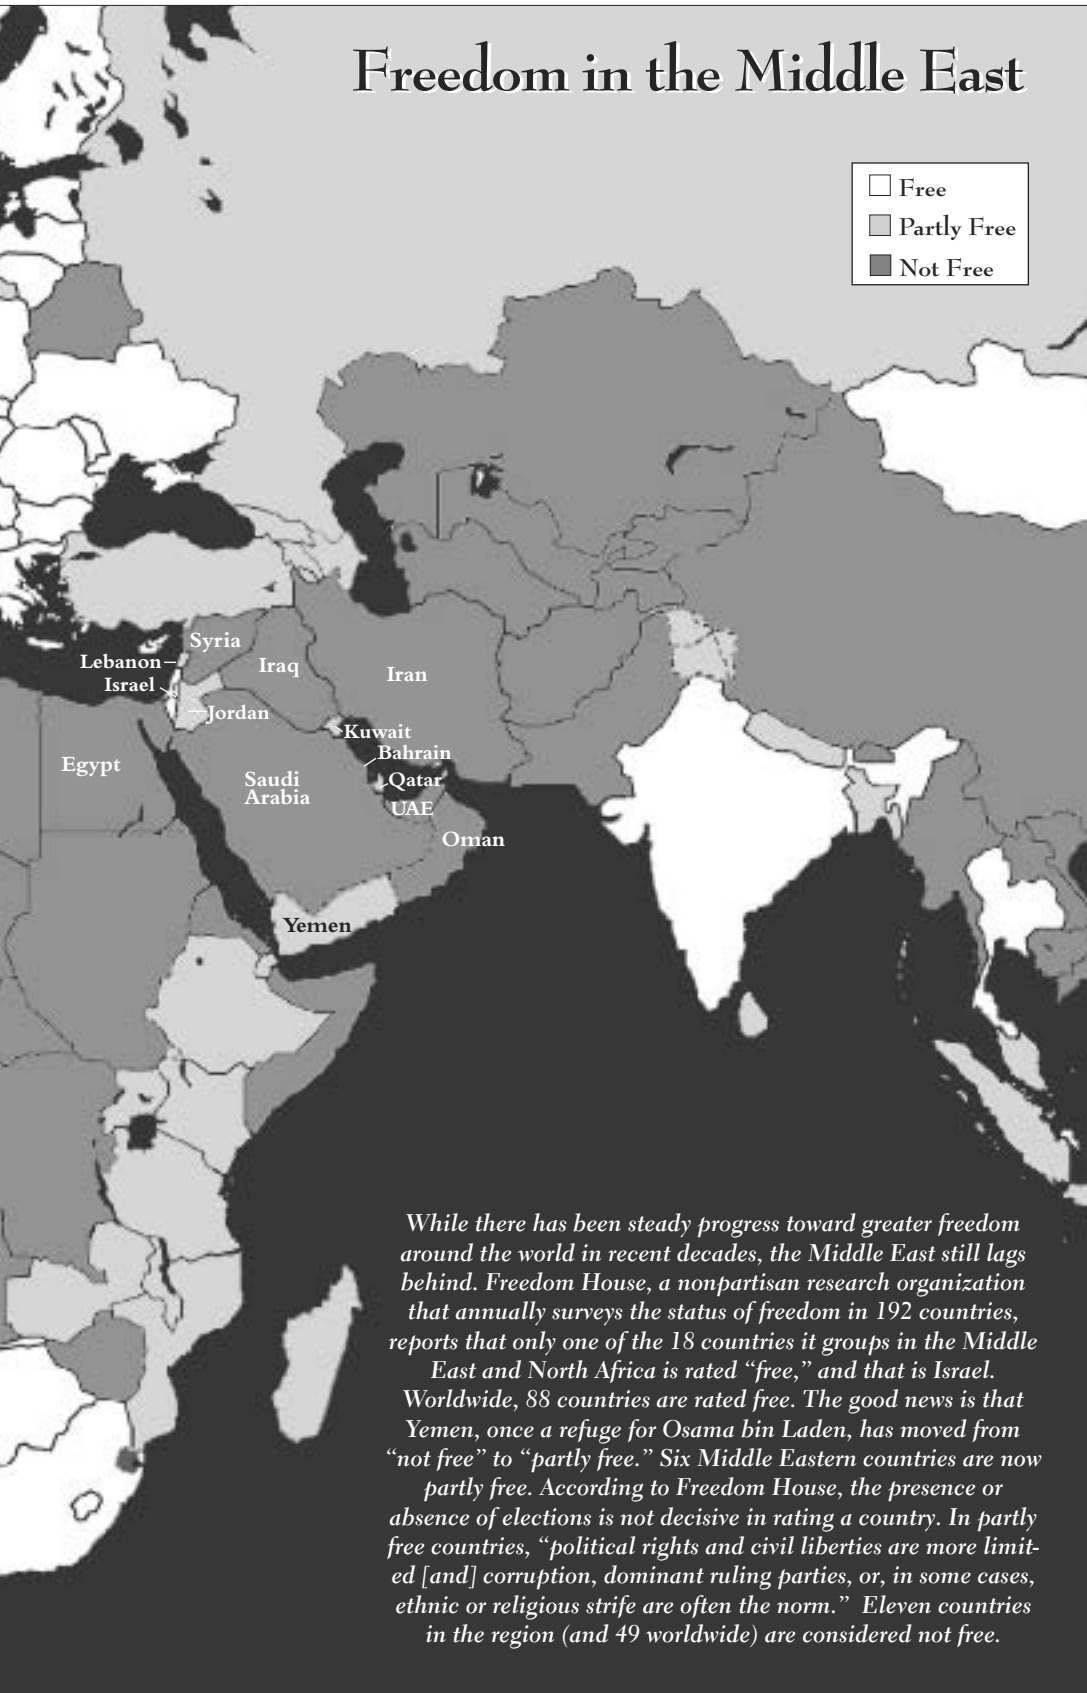 Freedom in the Middle East
Free
Partly Free
Not Free
Syria
Lebanon
Iraq
Iran
Israel
Jordan
Kuwait
Bahrain
Egypt
Saudi
Arabia
Qatar
UAE
Oman
Yemen
While there has been steady progress toward greater freedom
around the world in recent decades, the Middle East still lags
behind. Freedom House, a nonpartisan research organization
that annually surveys the status of freedom in 192 countries,
reports that only one of the 18 countries it groups in the Middle
East and North Africa is rated “free,” and that is Israel.
Worldwide, 88 countries are rated free. The good news is that
Yemen, once a refuge for Osama bin Laden, has moved from
“not free” to “partly free.” Six Middle Eastern countries are now
partly free. According to Freedom House, the presence or
absence of elections is not decisive in rating a country. In partly
free countries, “political rights and civil liberties are more limit-
ed [and] corruption, dominant ruling parties, or, in some cases,
ethnic or religious strife are often the norm.”  Eleven countries
in the region (and 49 worldwide) are considered not free.